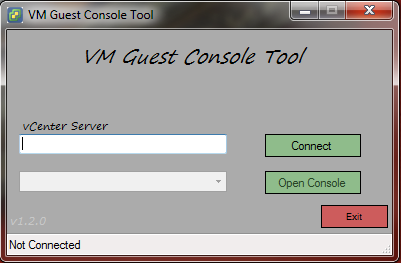 VM Guest Console Tool
VM Guest Console Tool
vCenter Server
Connect
Open Console
v1.2.0
Exit
Not Connected